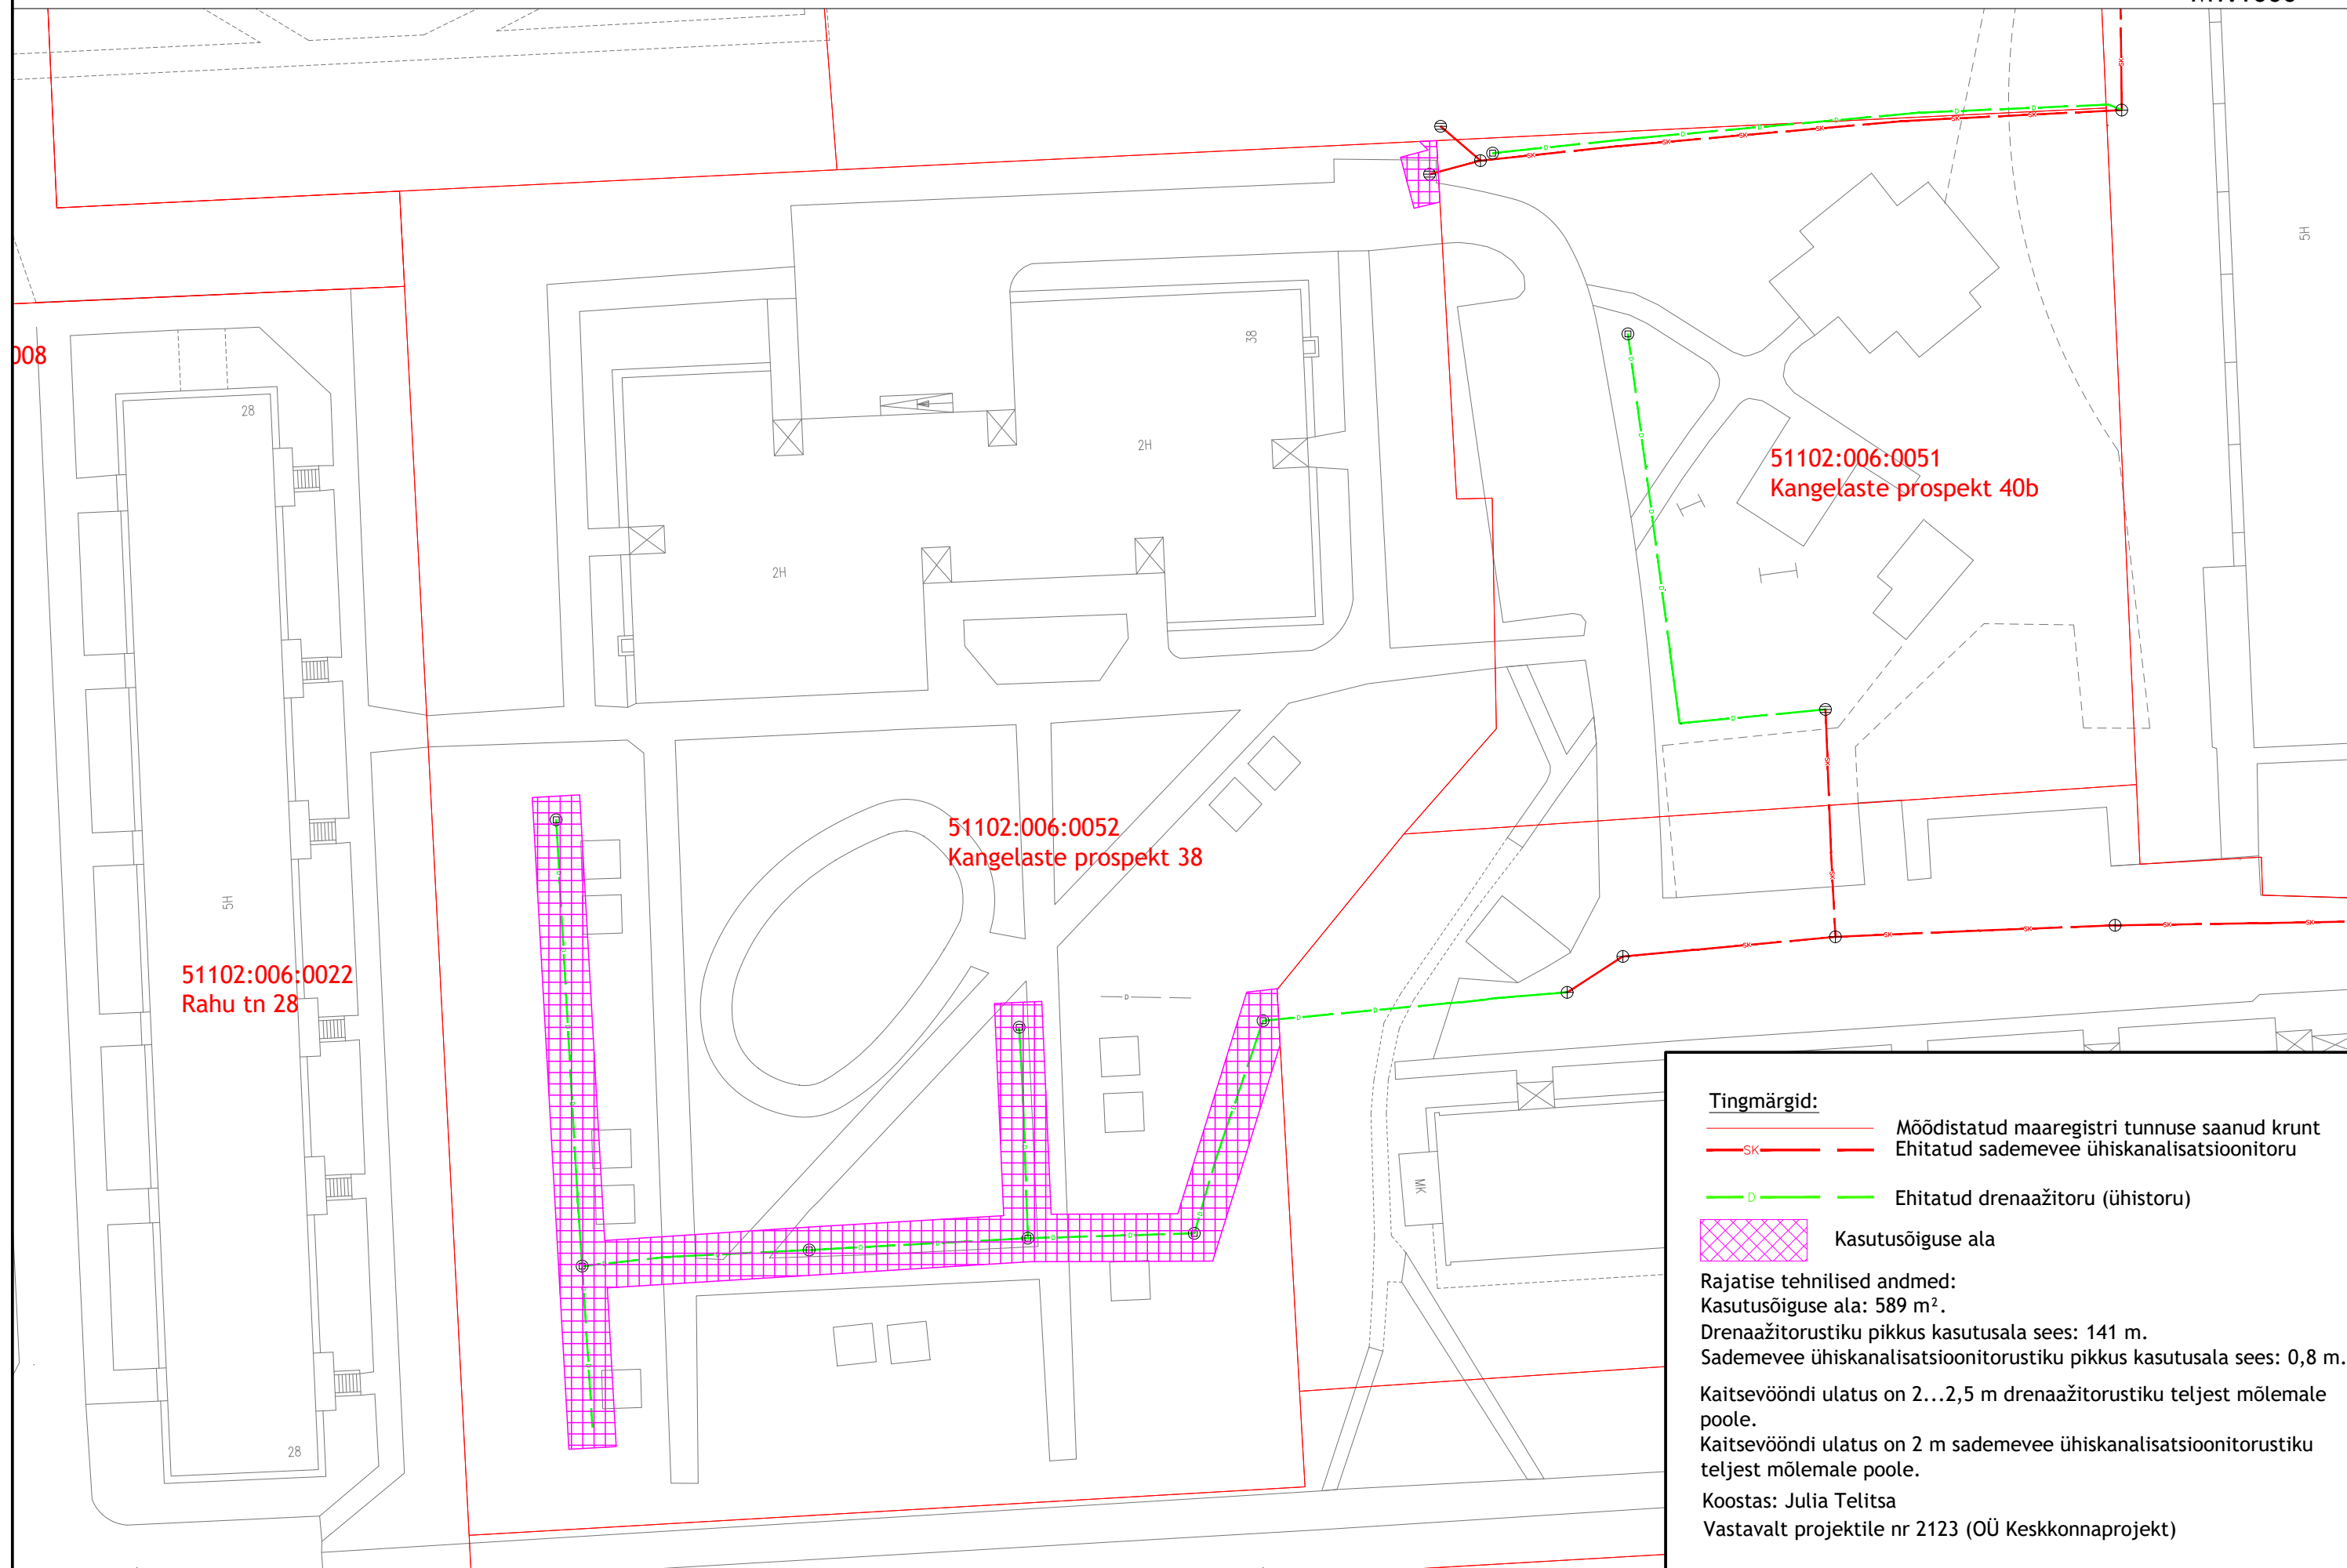 008
28
38
2H
2H
5H
5H
51102:006:0051
Kangelaste prospekt 40b
51102:006:0052
Kangelaste prospekt 38
51102:006:0022
Rahu tn 28
28
MK
Tingmärgid:
Mõõdistatud maaregistri tunnuse saanud krunt
SK
Ehitatud sademevee ühiskanalisatsioonitoru
D
Ehitatud drenaažitoru (ühistoru)
Kasutusõiguse ala
Rajatise tehnilised andmed:
Kasutusõiguse ala: 589 m².
Drenaažitorustiku pikkus kasutusala sees: 141 m.
Sademevee ühiskanalisatsioonitorustiku pikkus kasutusala sees: 0,8 m.
Kaitsevööndi ulatus on 2...2,5 m drenaažitorustiku teljest mõlemale
poole.
Kaitsevööndi ulatus on 2 m sademevee ühiskanalisatsioonitorustiku
teljest mõlemale poole.
Koostas: Julia Telitsa
Vastavalt projektile nr 2123 (OÜ Keskkonnaprojekt)